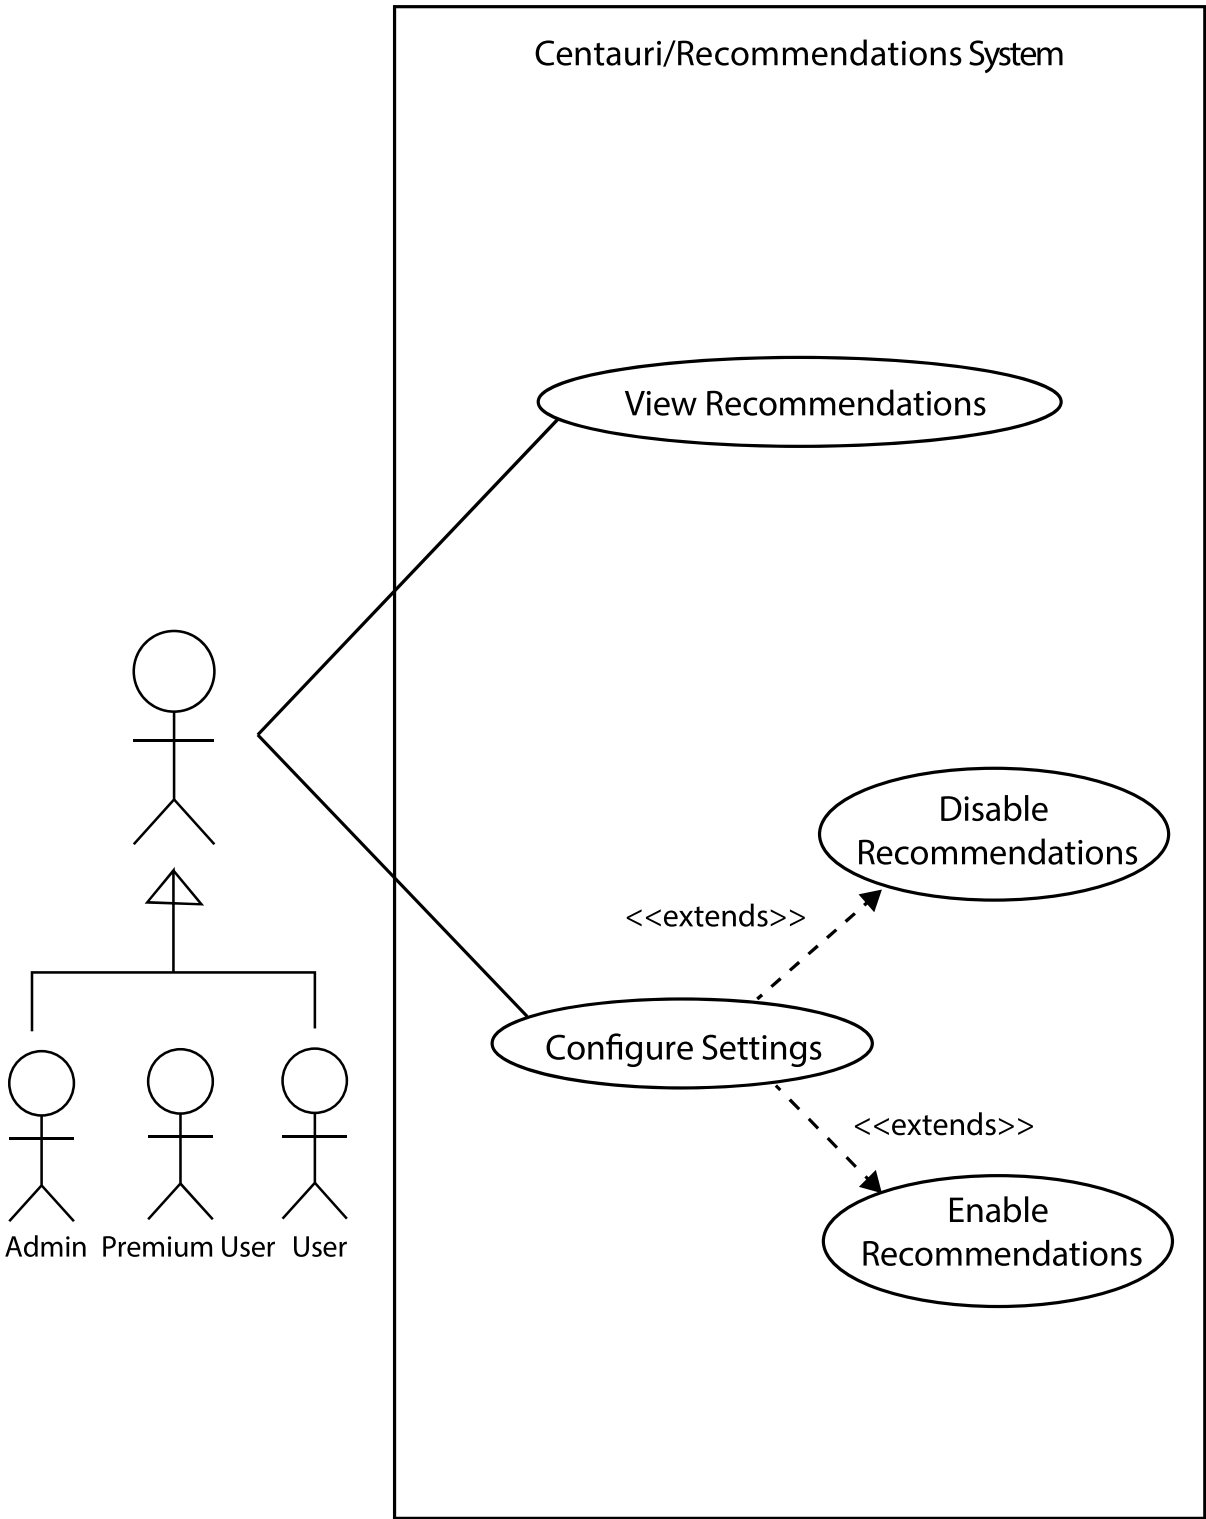 Centauri/Recommendations System
View Recommendations
Disable
Recommendations
<<extends>>
Configure Settings
<<extends>>
Enable
Recommendations
Admin Premium User User